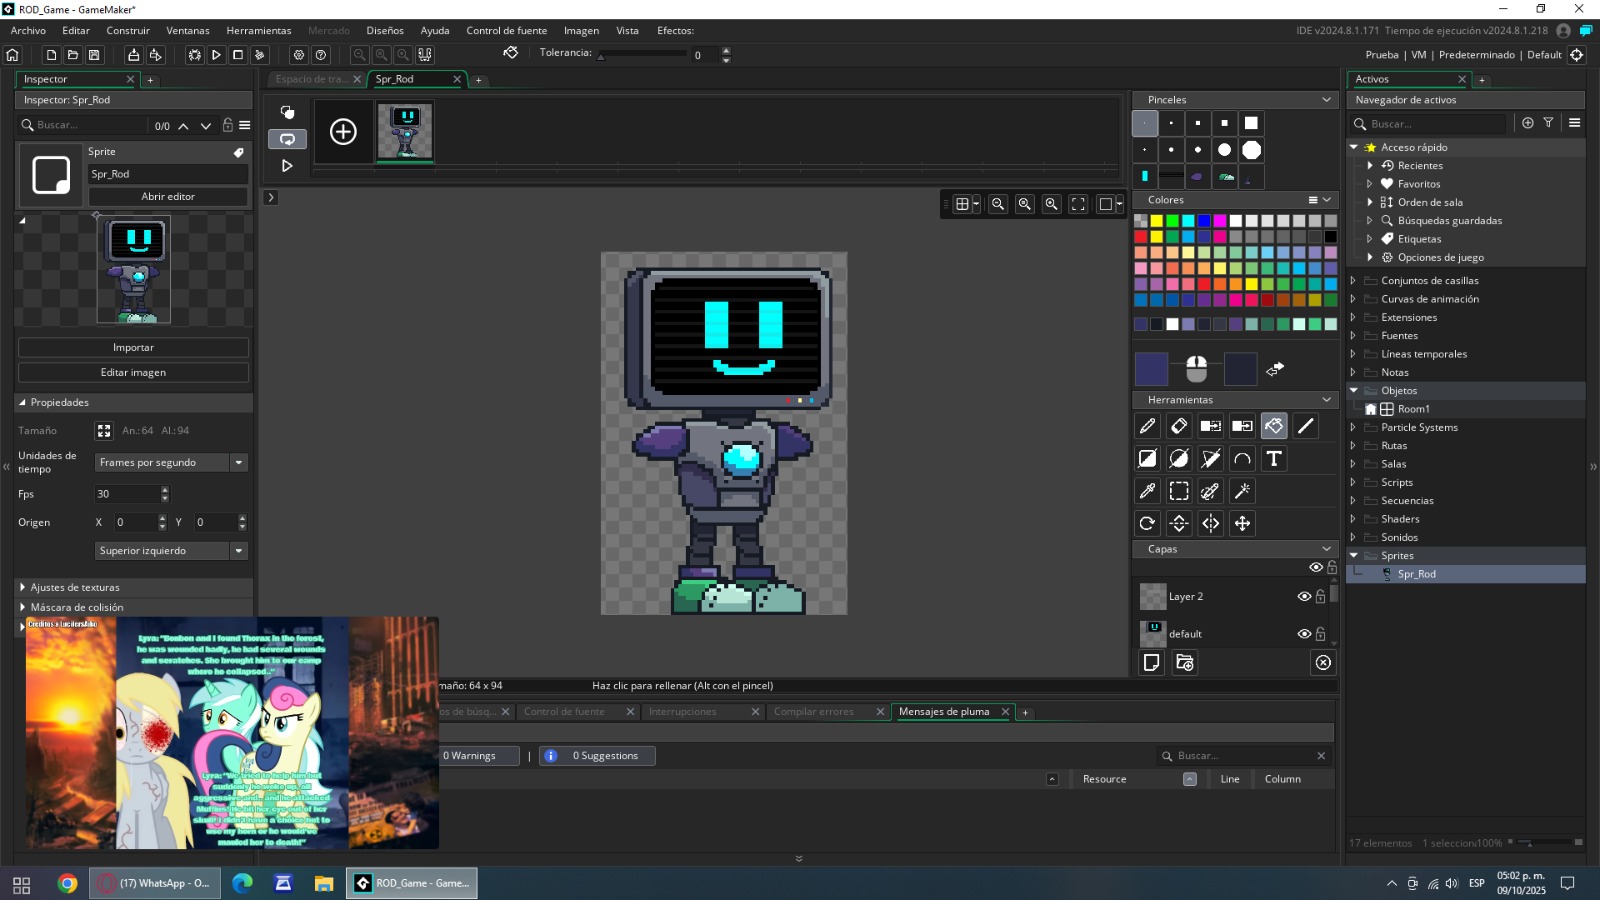 ROD_Game - GameMaker*
Archivo Editar Construir Ventanas Herramientas Mercado Diseños Ayuda Control de fuente Imagen Vista Efectos:
IDE v2024.8.1.171 Tiempo de ejecución v2024.8.1.218
Tolerancia: 0
Prueba | VM | Predeterminado | Default
Inspector
Inspector: Spr_Rod
Buscar... 0/0
Sprite
Spr_Rod
Abrir editor
Importar
Editar imagen
Propiedades
Tamaño An.: 64 Al.: 94
Unidades de tiempo Frames por segundo
Fps 30
Origen X 0 Y 0
Superior izquierdo
Ajustes de texturas
Máscara de colisión
Espacio de tra...
Spr_Rod
Pinceles
Colores
Herramientas
Capas
Layer 2
default
Activos
Navegador de activos
Buscar...
Acceso rápido
Recientes
Favoritos
Orden de sala
Búsquedas guardadas
Etiquetas
Opciones de juego
Conjuntos de casillas
Curvas de animación
Extensiones
Fuentes
Líneas temporales
Notas
Objetos
Room1
Particle Systems
Rutas
Salas
Scripts
Secuencias
Shaders
Sonidos
Sprites
Spr_Rod
17 elementos 1 selección 100%
maño: 64 x 94 Haz clic para rellenar (Alt con el pincel)
os de búsq... Control de fuente Interrupciones Compilar errores Mensajes de pluma
0 Warnings | 0 Suggestions
Buscar...
Resource Line Column
Lyra: "Bonbon and I found Thorax in the forest,
he was wounded badly, he had several wounds
and scratches. She brought him to our camp
where he collapsed.."
Lyra: "We tried to help him but
suddenly he woke up, all
aggressive and.. and he attacked
skull! I didn't have a choice but to
use my horn or he would've
mauled her to death!"
(17) WhatsApp - O...
ROD_Game - Game...
ESP
05:02 p. m.
09/10/2025